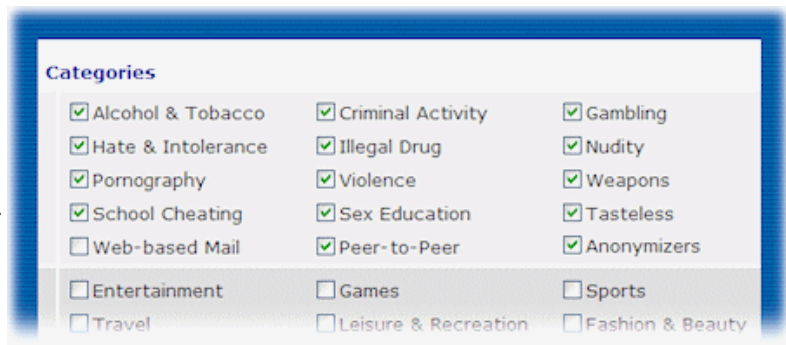 Categories
Alcohol & Tobacco Criminal Activity Gambling
Hate & Intolerance Illegal Drug Nudity
Pornography Violence Weapons
School Cheating Sex Education Tasteless
Web-based Mail Peer-to-Peer Anonymizers
Entertainment Games Sports
Travel Leisure & Recreation Fashion & Beauty